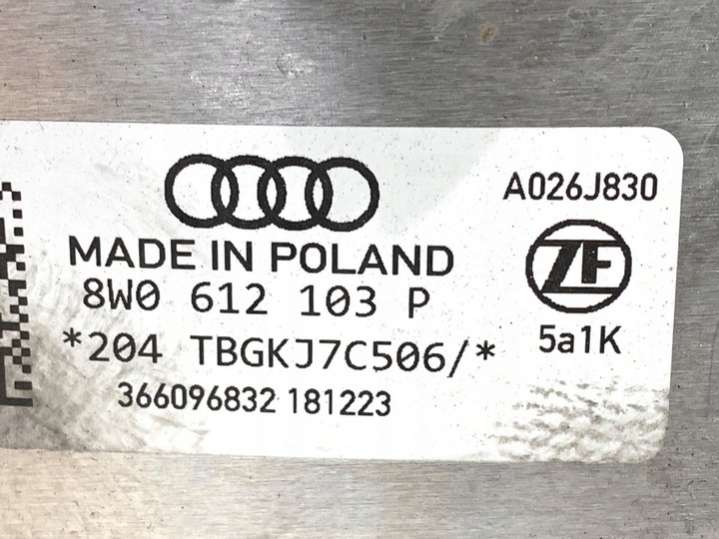 A026J830
MADE IN POLAND
8W0 612 103 P
ZF
*204 TBGKJ7C506/*
5a1K
366096832 181223